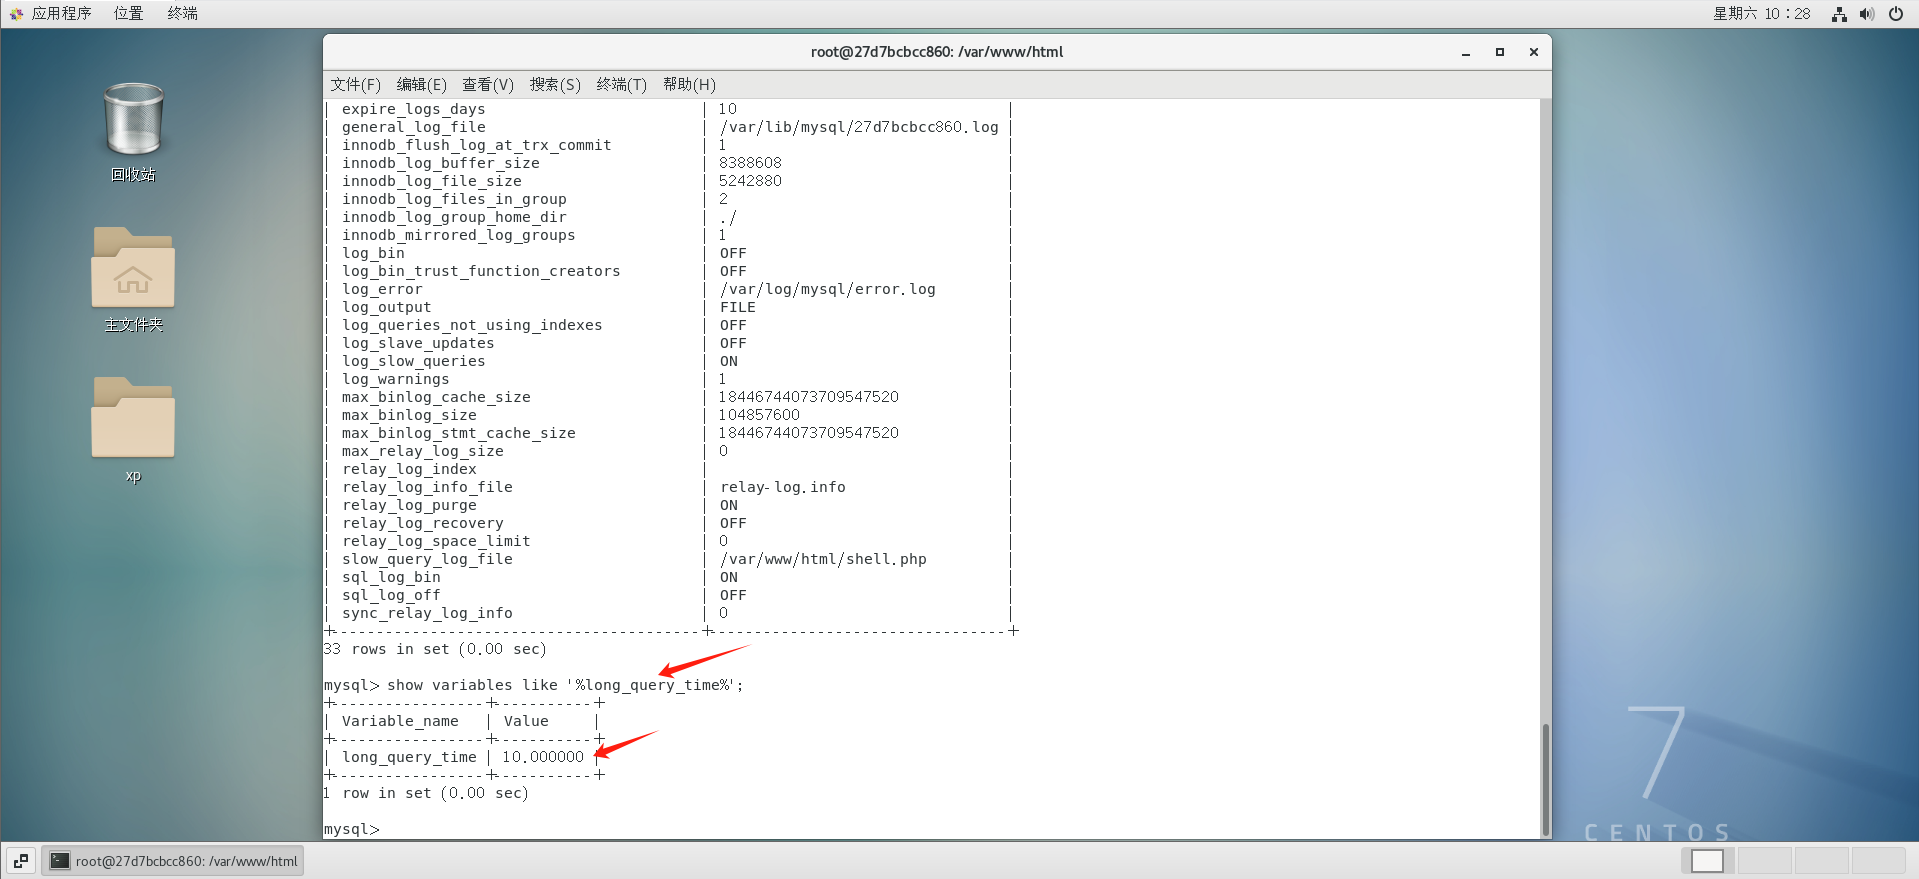 应用程序 位置 终端 星期六 10：28
root@27d7bcbcc860: /var/www/html
文件(F) 编辑(E) 查看(V) 搜索(S) 终端(T) 帮助(H)
回收站
主文件夹
xp
| expire_logs_days | 10 |
| general_log_file | /var/lib/mysql/27d7bcbcc860.log |
| innodb_flush_log_at_trx_commit | 1 |
| innodb_log_buffer_size | 8388608 |
| innodb_log_file_size | 5242880 |
| innodb_log_files_in_group | 2 |
| innodb_log_group_home_dir | ./ |
| innodb_mirrored_log_groups | 1 |
| log_bin | OFF |
| log_bin_trust_function_creators | OFF |
| log_error | /var/log/mysql/error.log |
| log_output | FILE |
| log_queries_not_using_indexes | OFF |
| log_slave_updates | OFF |
| log_slow_queries | ON |
| log_warnings | 1 |
| max_binlog_cache_size | 18446744073709547520 |
| max_binlog_size | 104857600 |
| max_binlog_stmt_cache_size | 18446744073709547520 |
| max_relay_log_size | 0 |
| relay_log_index | |
| relay_log_info_file | relay-log.info |
| relay_log_purge | ON |
| relay_log_recovery | OFF |
| relay_log_space_limit | 0 |
| slow_query_log_file | /var/www/html/shell.php |
| sql_log_bin | ON |
| sql_log_off | OFF |
| sync_relay_log_info | 0 |
+-----------------------------------------+---------------------------------+
33 rows in set (0.00 sec)
mysql> show variables like '%long_query_time%';
+-----------------+-----------+
| Variable_name | Value |
+-----------------+-----------+
| long_query_time | 10.000000 |
+-----------------+-----------+
1 row in set (0.00 sec)
mysql>
7
CENTOS
root@27d7bcbcc860: /var/www/html